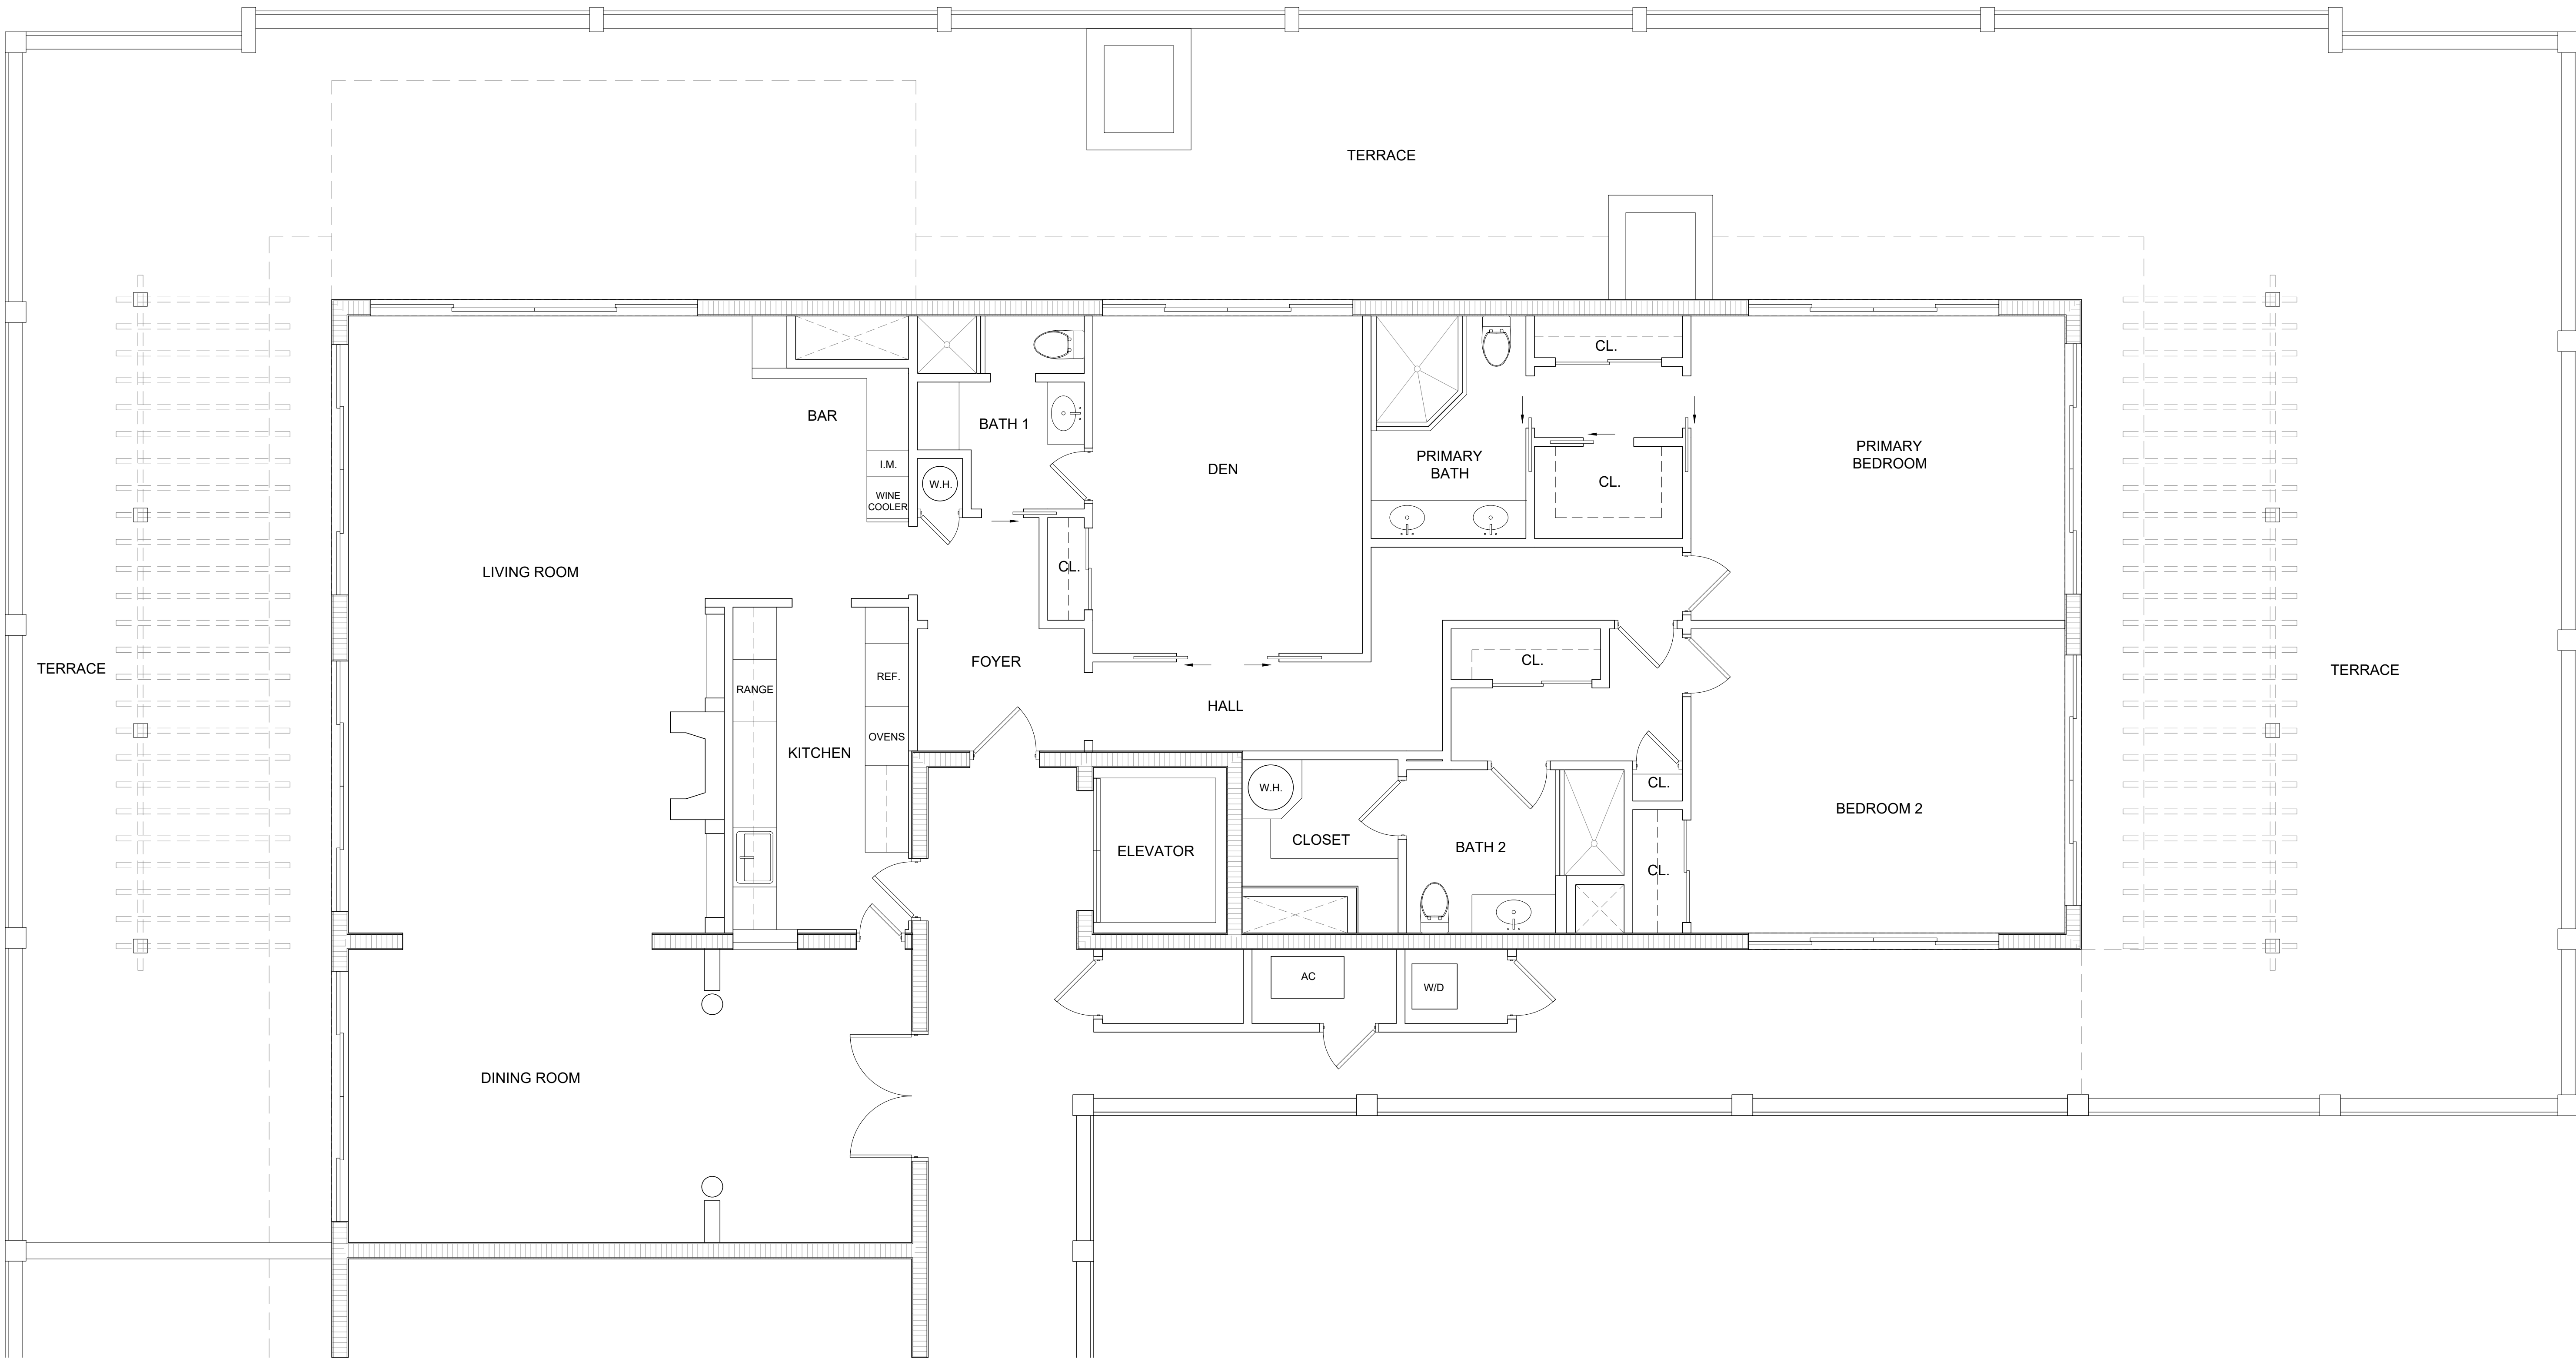 TERRACE
CL.
BAR
BATH 1
PRIMARY
BEDROOM
PRIMARY
BATH
DEN
I.M.
W.H.
CL.
WINE
COOLER
LIVING ROOM
CL.
FOYER
CL.
TERRACE
TERRACE
REF.
RANGE
HALL
OVENS
KITCHEN
CL.
W.H.
BEDROOM 2
CLOSET
BATH 2
ELEVATOR
CL.
AC
W/D
DINING ROOM